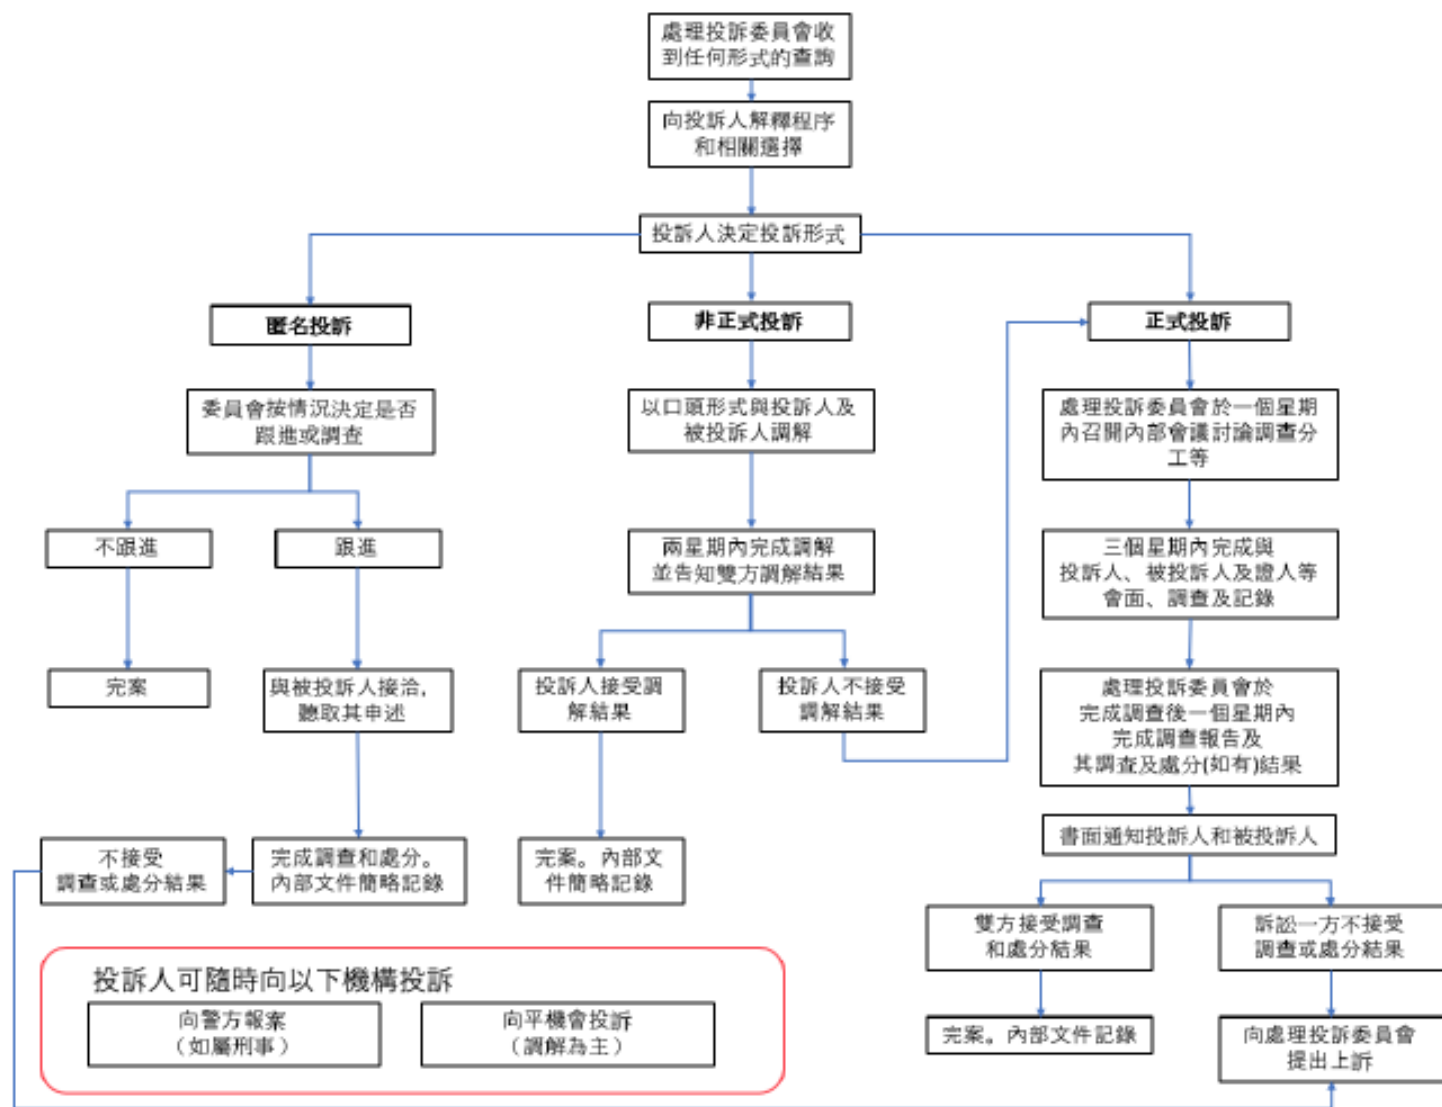 處理投訴委員會收
到任何形式的查詢
向投訴人解釋程序
和相關選擇
投訴人決定投訴形式
匿名投訴
非正式投訴
正式投訴
委員會按情況決定是否
跟進或調查
以口頭形式與投訴人及
被投訴人調解
處理投訴委員會於一個星期
內召開內部會議討論調查分
工等
不跟進
跟進
兩星期內完成調解
並告知雙方調解結果
三個星期內完成與
投訴人、被投訴人及證人等
會面、調查及記錄
完案
與被投訴人接洽,
聽取其申述
投訴人接受調
解結果
投訴人不接受
調解結果
處理投訴委員會於
完成調查後一個星期內
完成調查報告及
其調查及處分(如有)結果
書面通知投訴人和被投訴人
不接受
調查或處分結果
完成調查和處分。
內部文件簡略記錄
完案。內部文
件簡略記錄
雙方接受調查
和處分結果
訴訟一方不接受
調查或處分結果
完案。內部文件記錄
向處理投訴委員會
提出上訴
投訴人可隨時向以下機構投訴
向警方報案
（如屬刑事）
向平機會投訴
（調解為主）